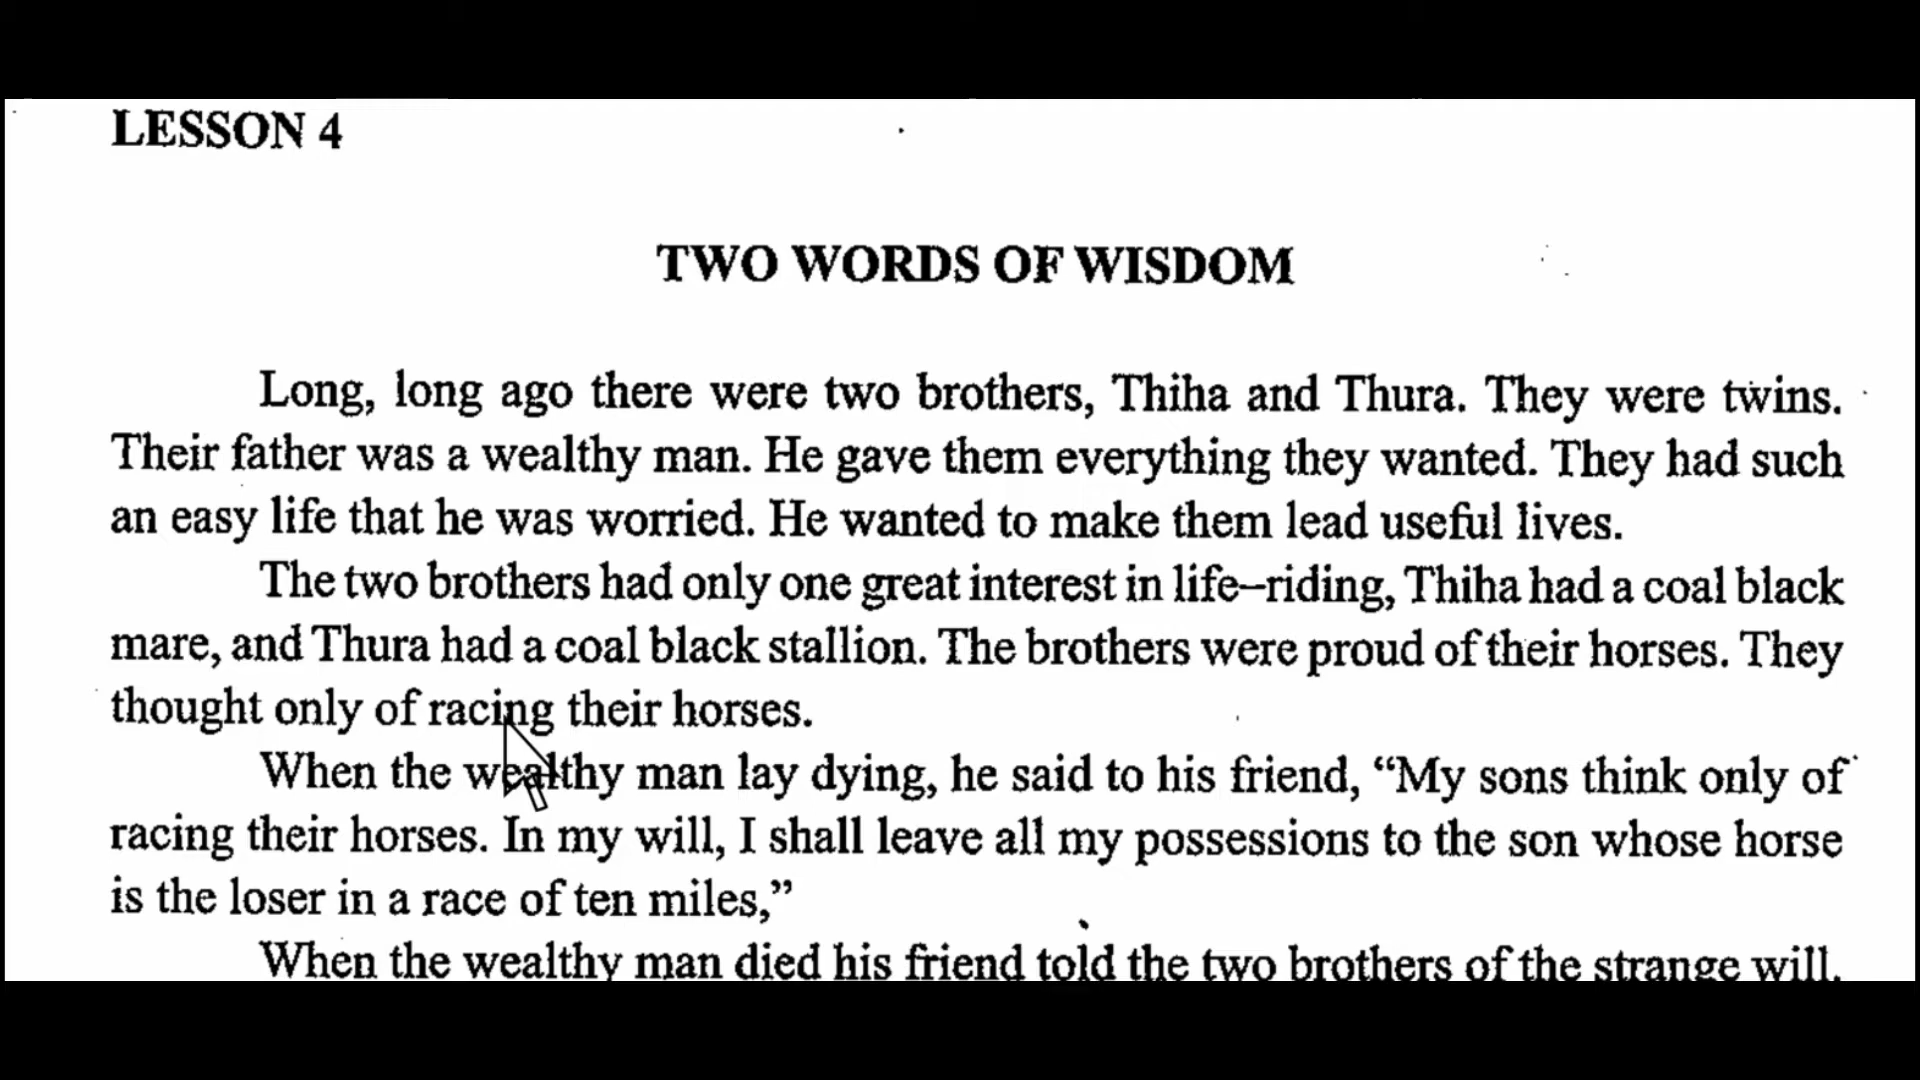 LESSON 4
TWO WORDS OF WISDOM
Long, long ago there were two brothers, Thiha and Thura. They were twins.
Their father was a wealthy man. He gave them everything they wanted. They had such
an easy life that he was worried. He wanted to make them lead useful lives.
The two brothers had only one great interest in life–riding, Thiha had a coal black
mare, and Thura had a coal black stallion. The brothers were proud of their horses. They
thought only of racing their horses.
When the wealthy man lay dying, he said to his friend, “My sons think only of
racing their horses. In my will, I shall leave all my possessions to the son whose horse
is the loser in a race of ten miles,”
When the wealthy man died his friend told the two brothers of the strange will.